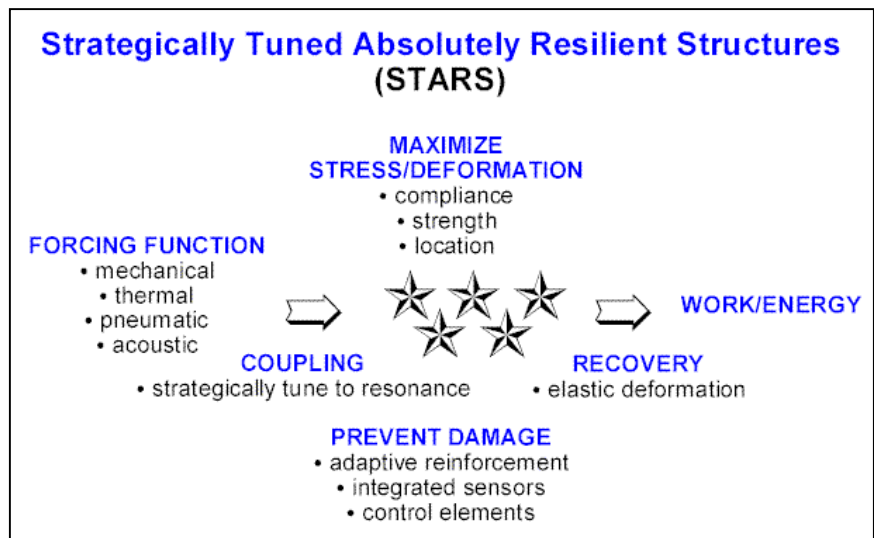 Strategically Tuned Absolutely Resilient Structures
(STARS)
MAXIMIZE
STRESS/DEFORMATION
• compliance
• strength
• location
FORCING FUNCTION
• mechanical
• thermal
• pneumatic
• acoustic
WORK/ENERGY
COUPLING
• strategically tune to resonance
RECOVERY
• elastic deformation
PREVENT DAMAGE
• adaptive reinforcement
• integrated sensors
• control elements